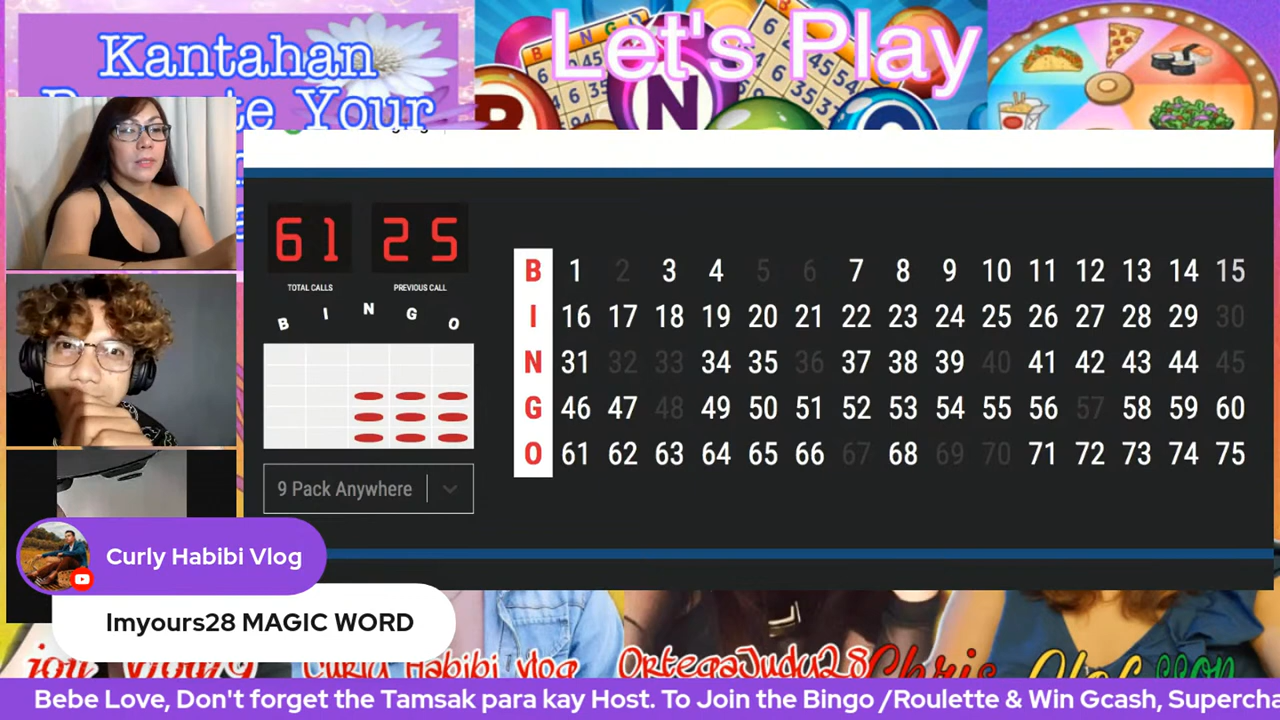 Kantahan
te Your
Let's Play
61 25
TOTAL CALLS PREVIOUS CALL
B I N G O
9 Pack Anywhere
B 1 2 3 4 5 6 7 8 9 10 11 12 13 14 15
I 16 17 18 19 20 21 22 23 24 25 26 27 28 29 30
N 31 32 33 34 35 36 37 38 39 40 41 42 43 44 45
G 46 47 48 49 50 51 52 53 54 55 56 57 58 59 60
O 61 62 63 64 65 66 67 68 69 70 71 72 73 74 75
Curly Habibi Vlog
Imyours28 MAGIC WORD
Curly Habibi Vlog OrtegaJudy28 Chris
Bebe Love, Don't forget the Tamsak para kay Host. To Join the Bingo /Roulette & Win Gcash, Supercha